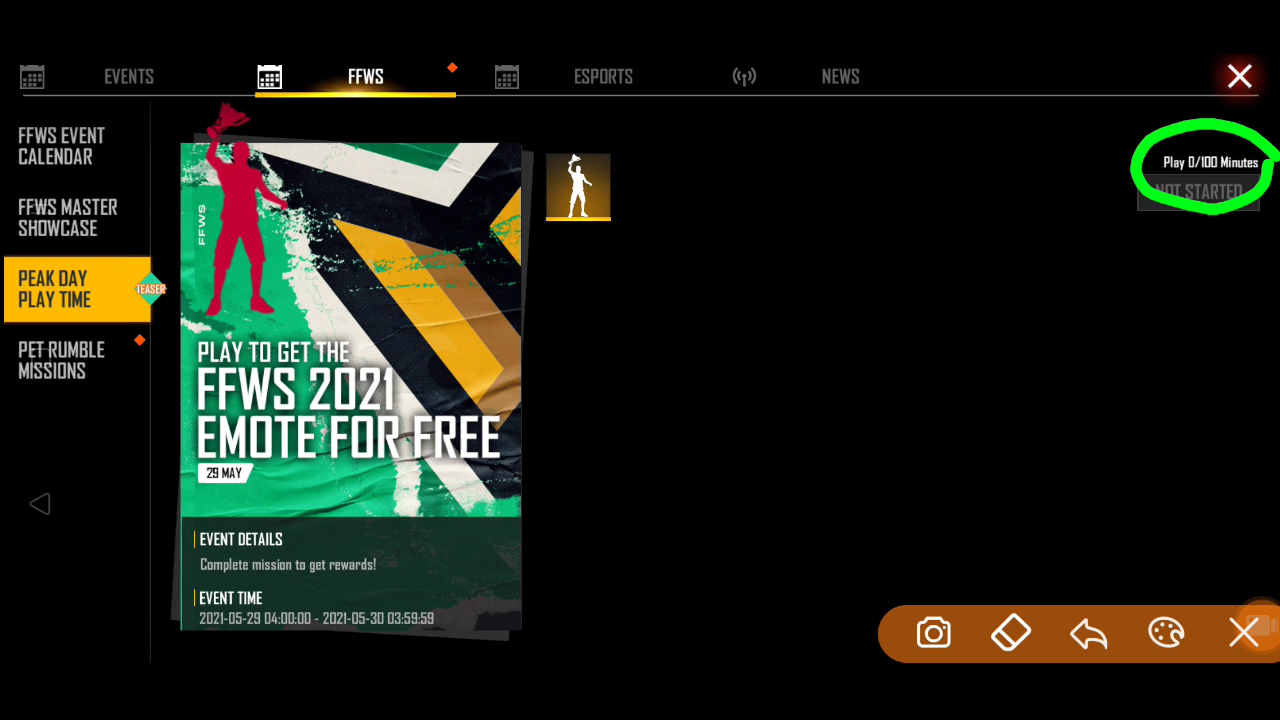 EVENTS
FFWS
ESPORTS
NEWS
FFWS EVENT
CALENDAR
FFWS MASTER
SHOWCASE
PEAK DAY
PLAY TIME
TEASER
PET RUMBLE
MISSIONS
FFWS
PLAY TO GET THE
FFWS 2021
EMOTE FOR FREE
29 MAY
EVENT DETAILS
Complete mission to get rewards!
EVENT TIME
2021-05-29 04:00:00 - 2021-05-30 03:59:59
Play 0/100 Minutes
NOT STARTED